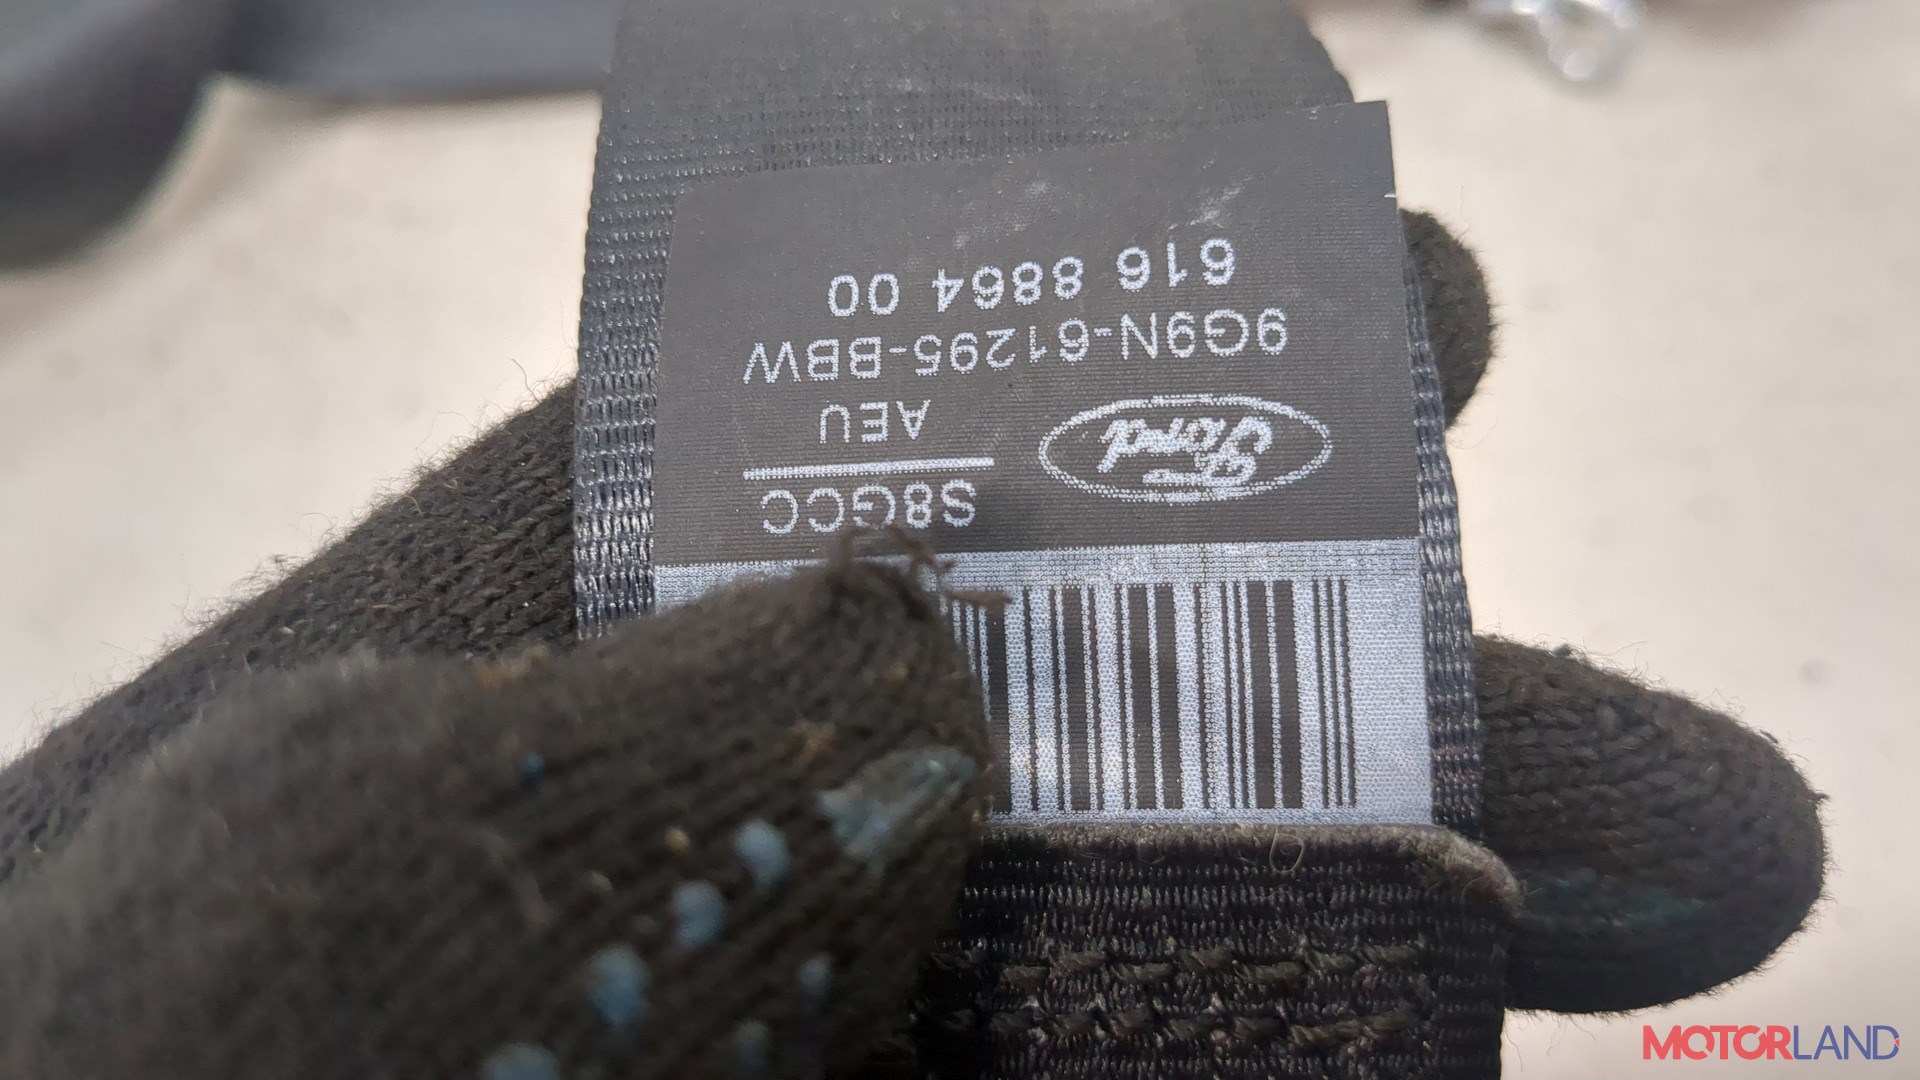 S8GCC
AEU
Ford
9G9N-61295-BBW
616 8864 00
MOTORLAND